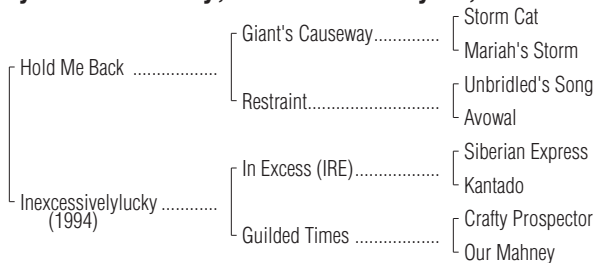 Storm Cat
Giant's Causeway
Mariah's Storm
Hold Me Back
Unbridled's Song
Restraint
Avowal
Siberian Express
In Excess (IRE)
Kantado
Inexcessivelylucky
(1994)
Crafty Prospector
Guilded Times
Our Mahney